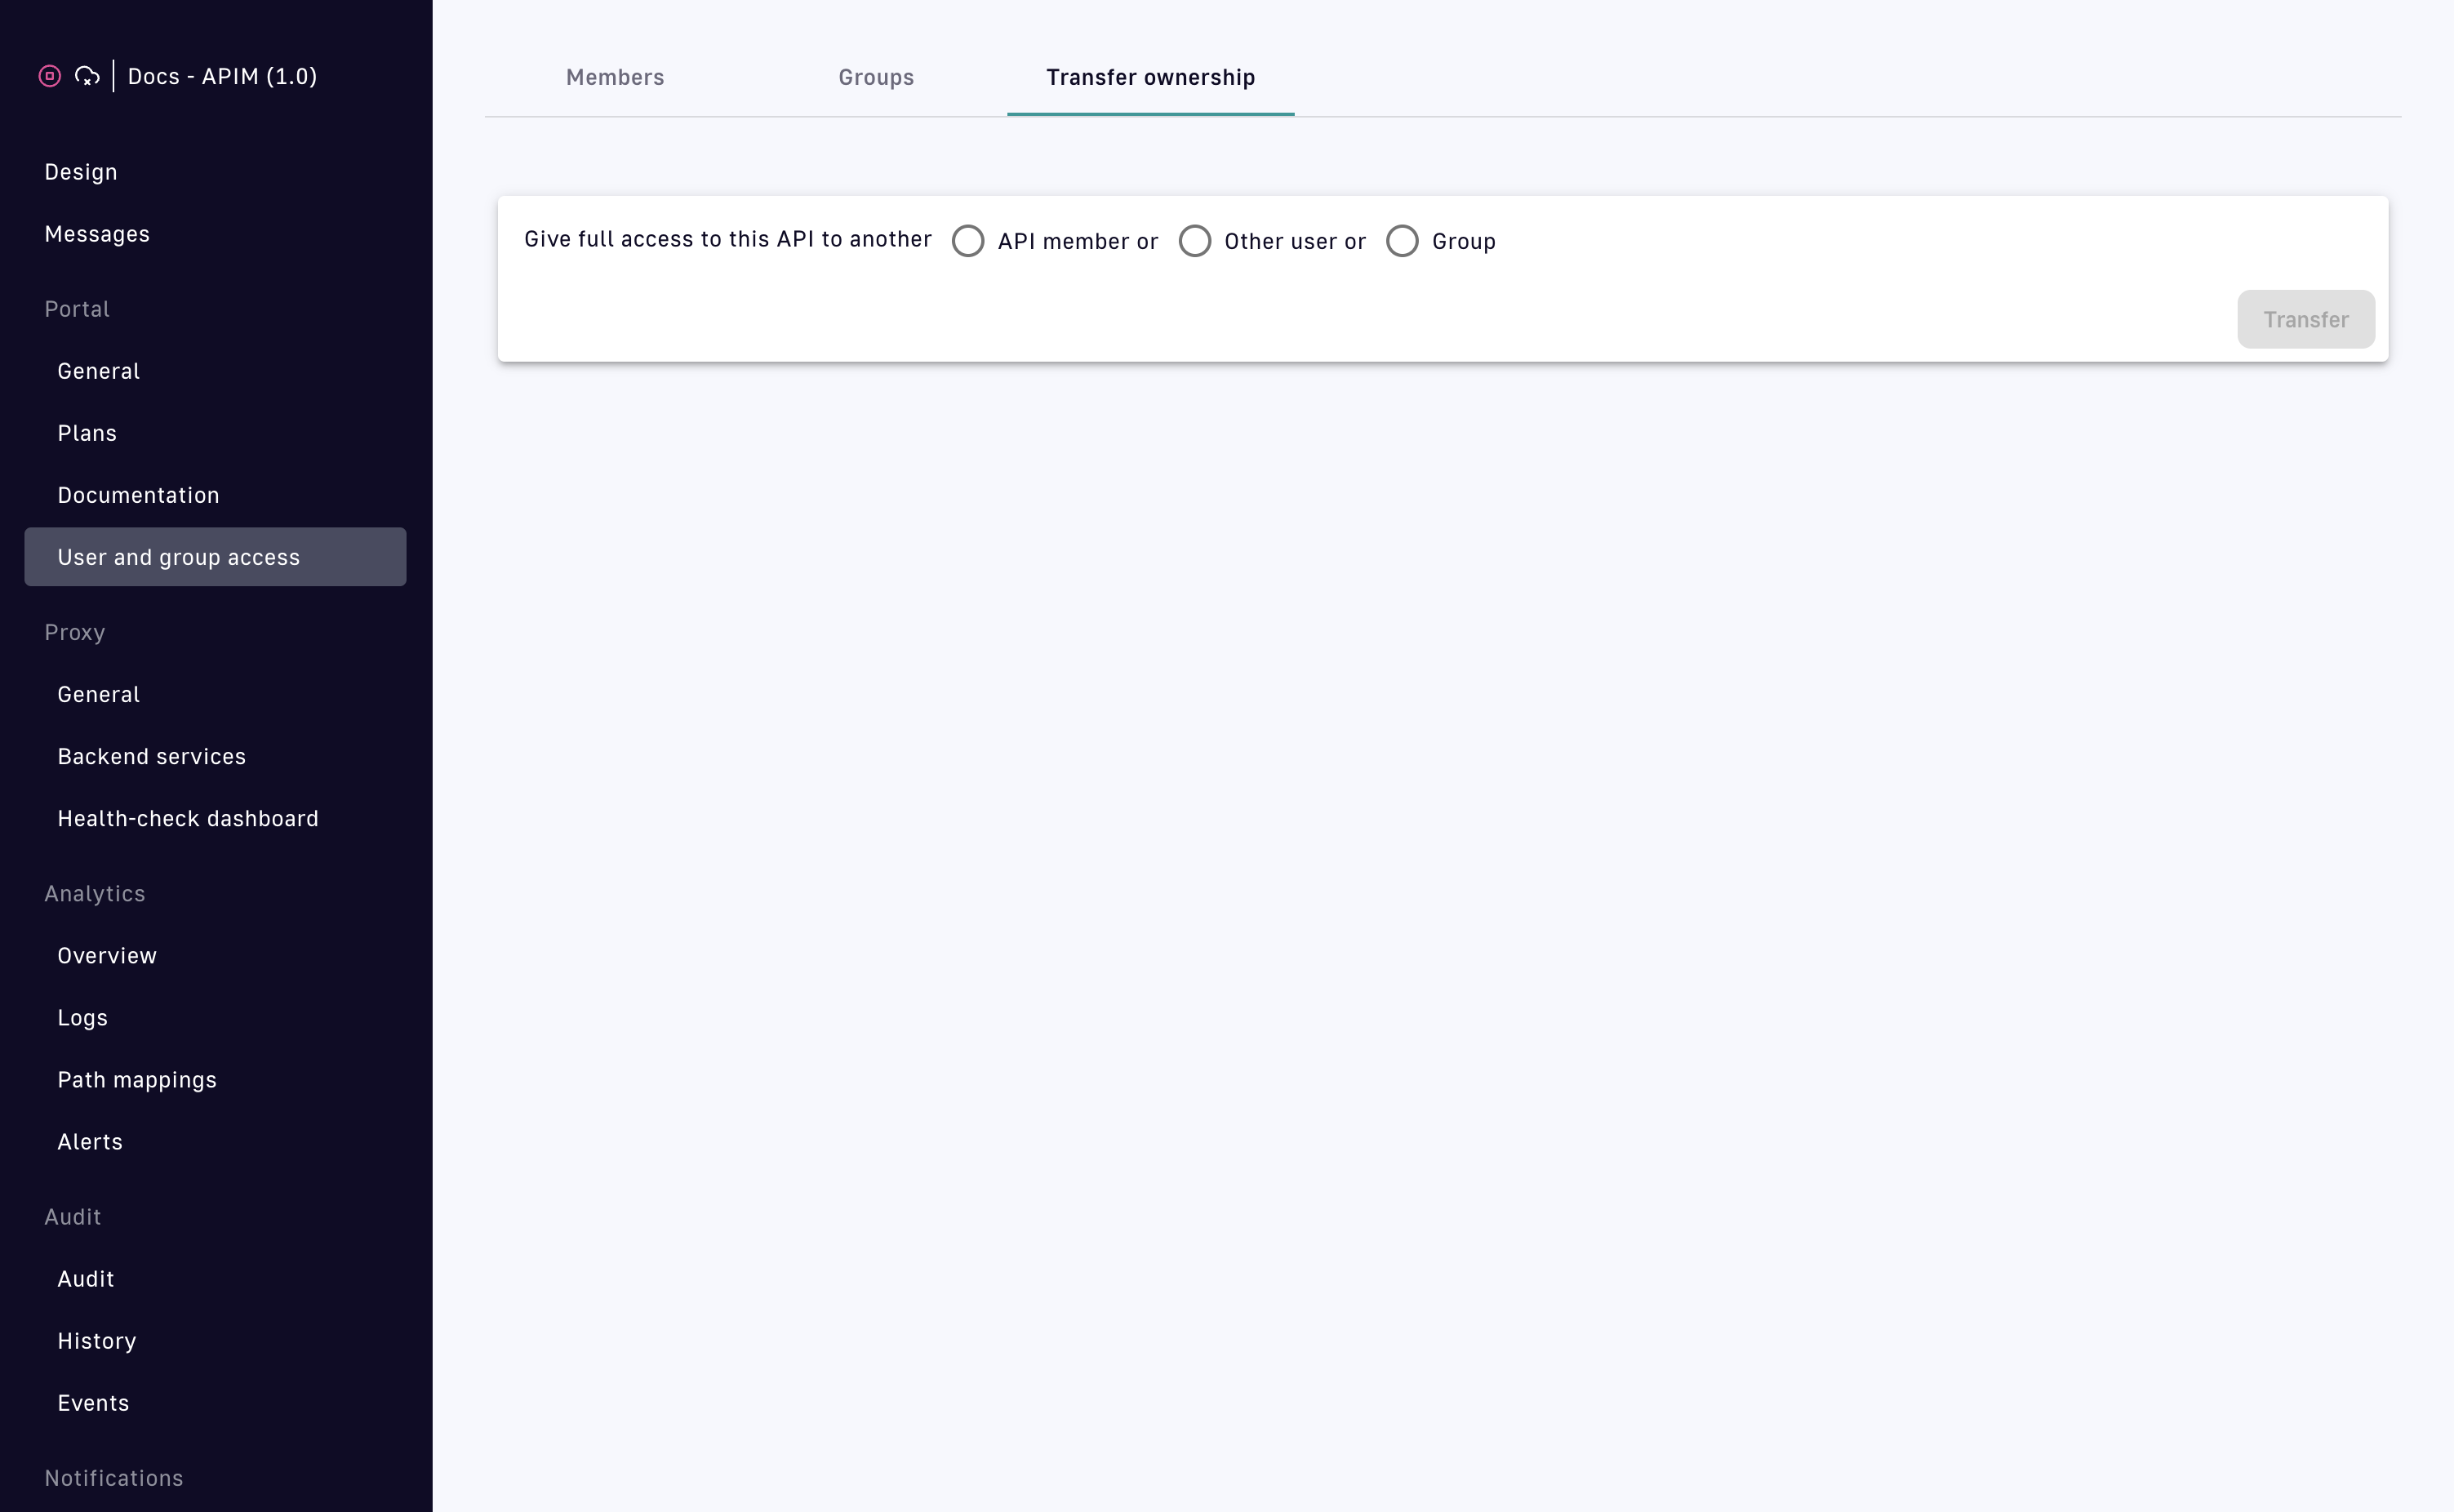 Docs - APIM (1.0)
Design
Messages
Portal
General
Plans
Documentation
User and group access
Proxy
General
Backend services
Health-check dashboard
Analytics
Overview
Logs
Path mappings
Alerts
Audit
Audit
History
Events
Notifications
Members Groups Transfer ownership
Give full access to this API to another API member or Other user or Group
Transfer